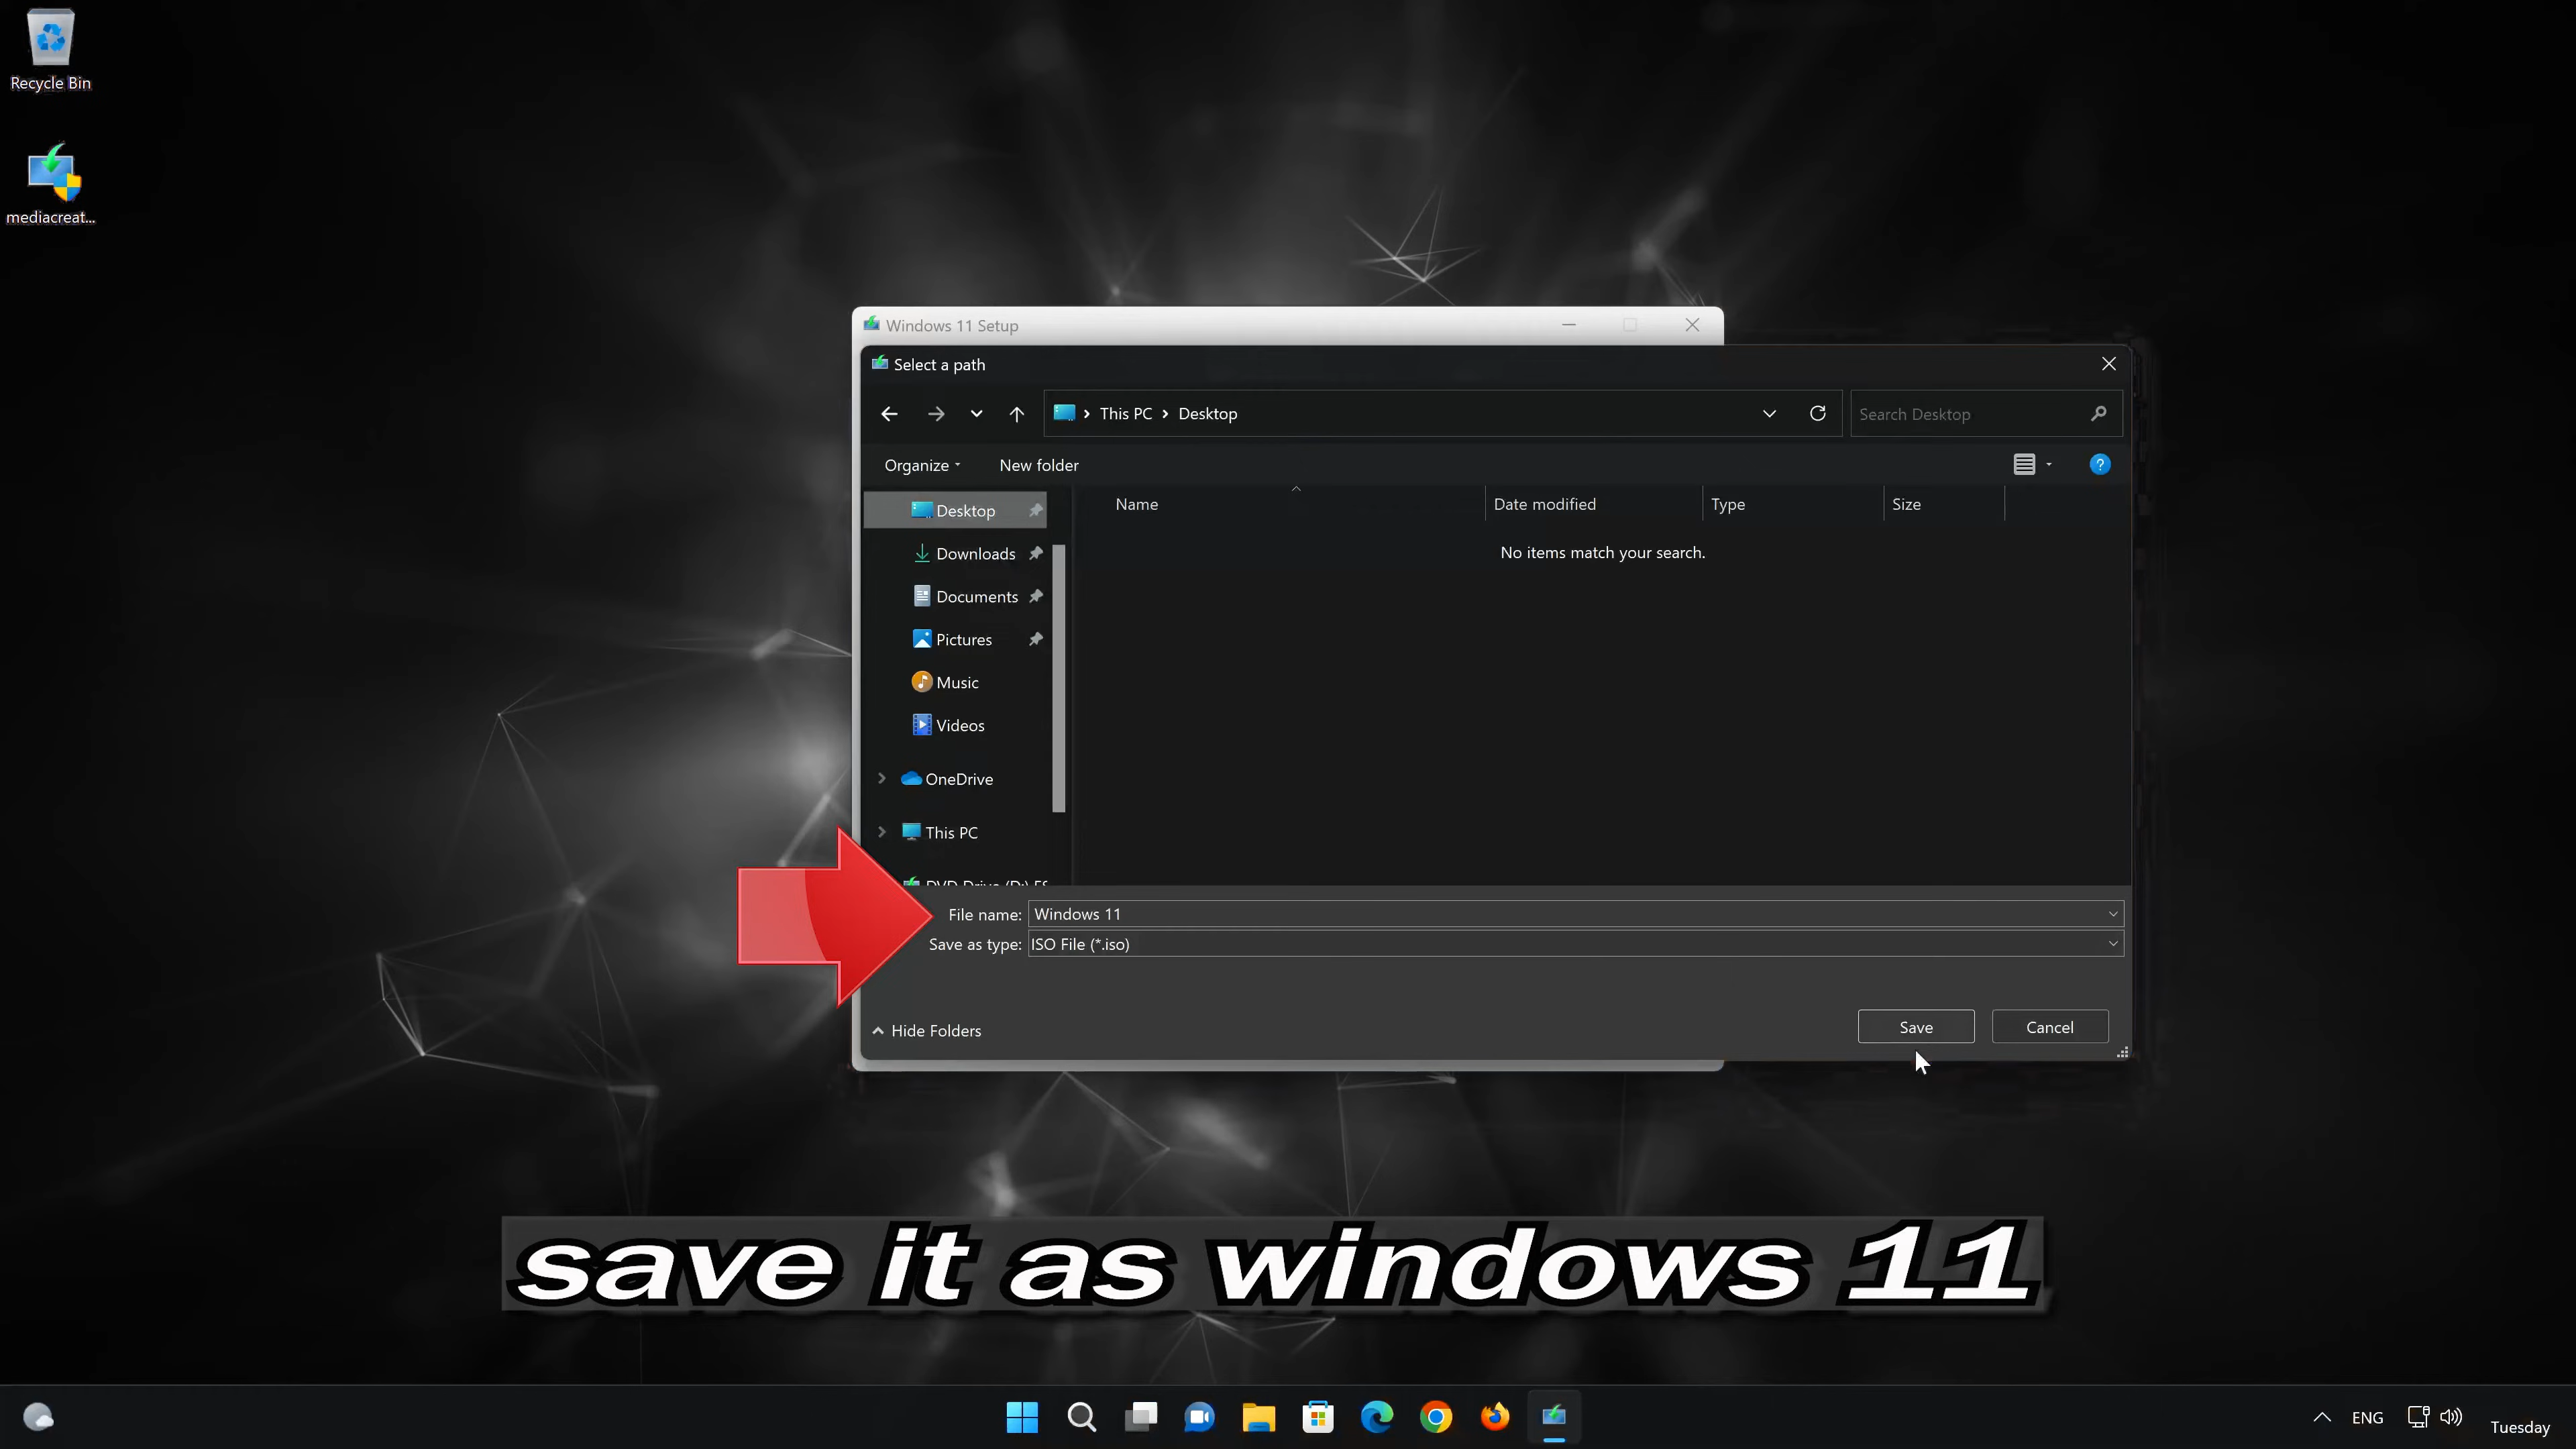 Recycle Bin
mediacreat...
Windows 11 Setup
Select a path
This PC
Desktop
Search Desktop
Organize
New folder
Name
Date modified
Type
Size
No items match your search.
Desktop
Downloads
Documents
Pictures
Music
Videos
OneDrive
This PC
DVD Drive (D:) ES
File name: Windows 11
Save as type: ISO File (*.iso)
Hide Folders
Save
Cancel
save it as windows 11
ENG
Tuesday